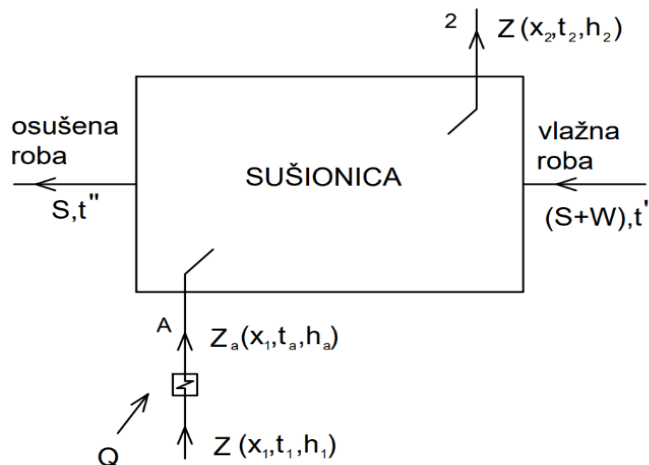 2 Z (x₂,t₂,h₂)
osušena
roba
vlažna
roba
SUŠIONICA
S,t"
(S+W),t'
A
Zₐ(x₁,tₐ,hₐ)
Q
Z (x₁,t₁,h₁)